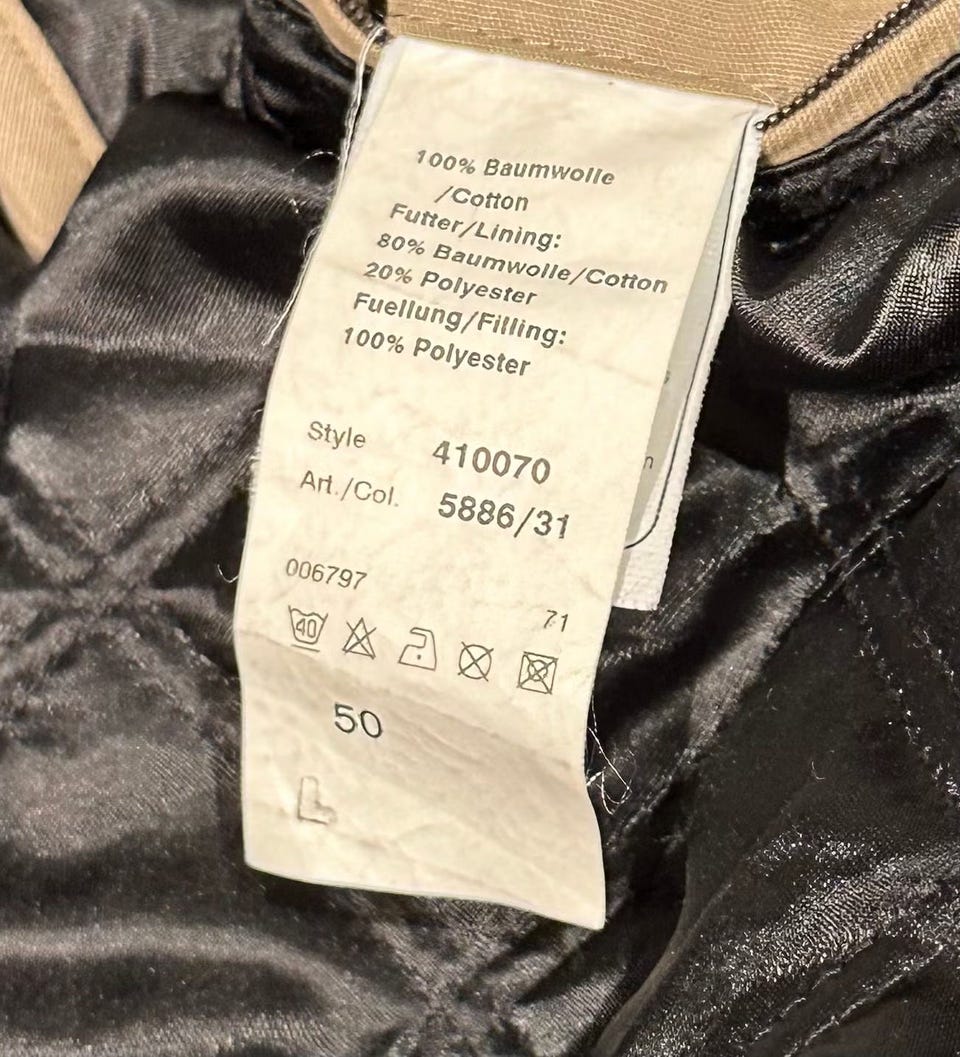 100% Baumwolle
/Cotton
Futter/Lining:
80% Baumwolle/Cotton
20% Polyester
Fuellung/Filling:
100% Polyester
Style 410070
Art./Col. 5886/31
006797
71
40
50
L
n